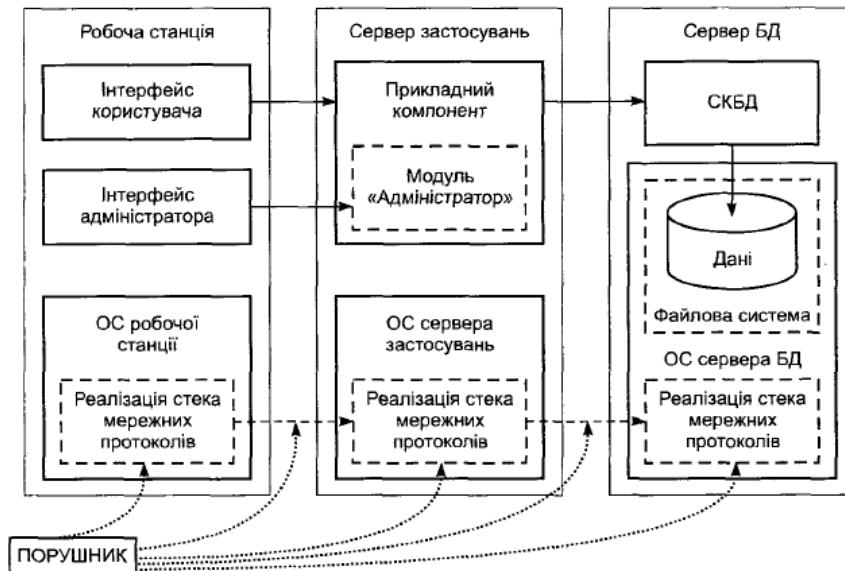 Робоча станція
Інтерфейс
користувача
Інтерфейс
адміністратора
ОС робочої
станції
Реалізація стека
мережних
протоколів
Сервер застосувань
Прикладний
компонент
Модуль
«Адміністратор»
ОС сервера
застосувань
Реалізація стека
мережних
протоколів
Сервер БД
СКБД
Дані
Файлова система
ОС сервера БД
Реалізація стека
мережних
протоколів
ПОРУШНИК